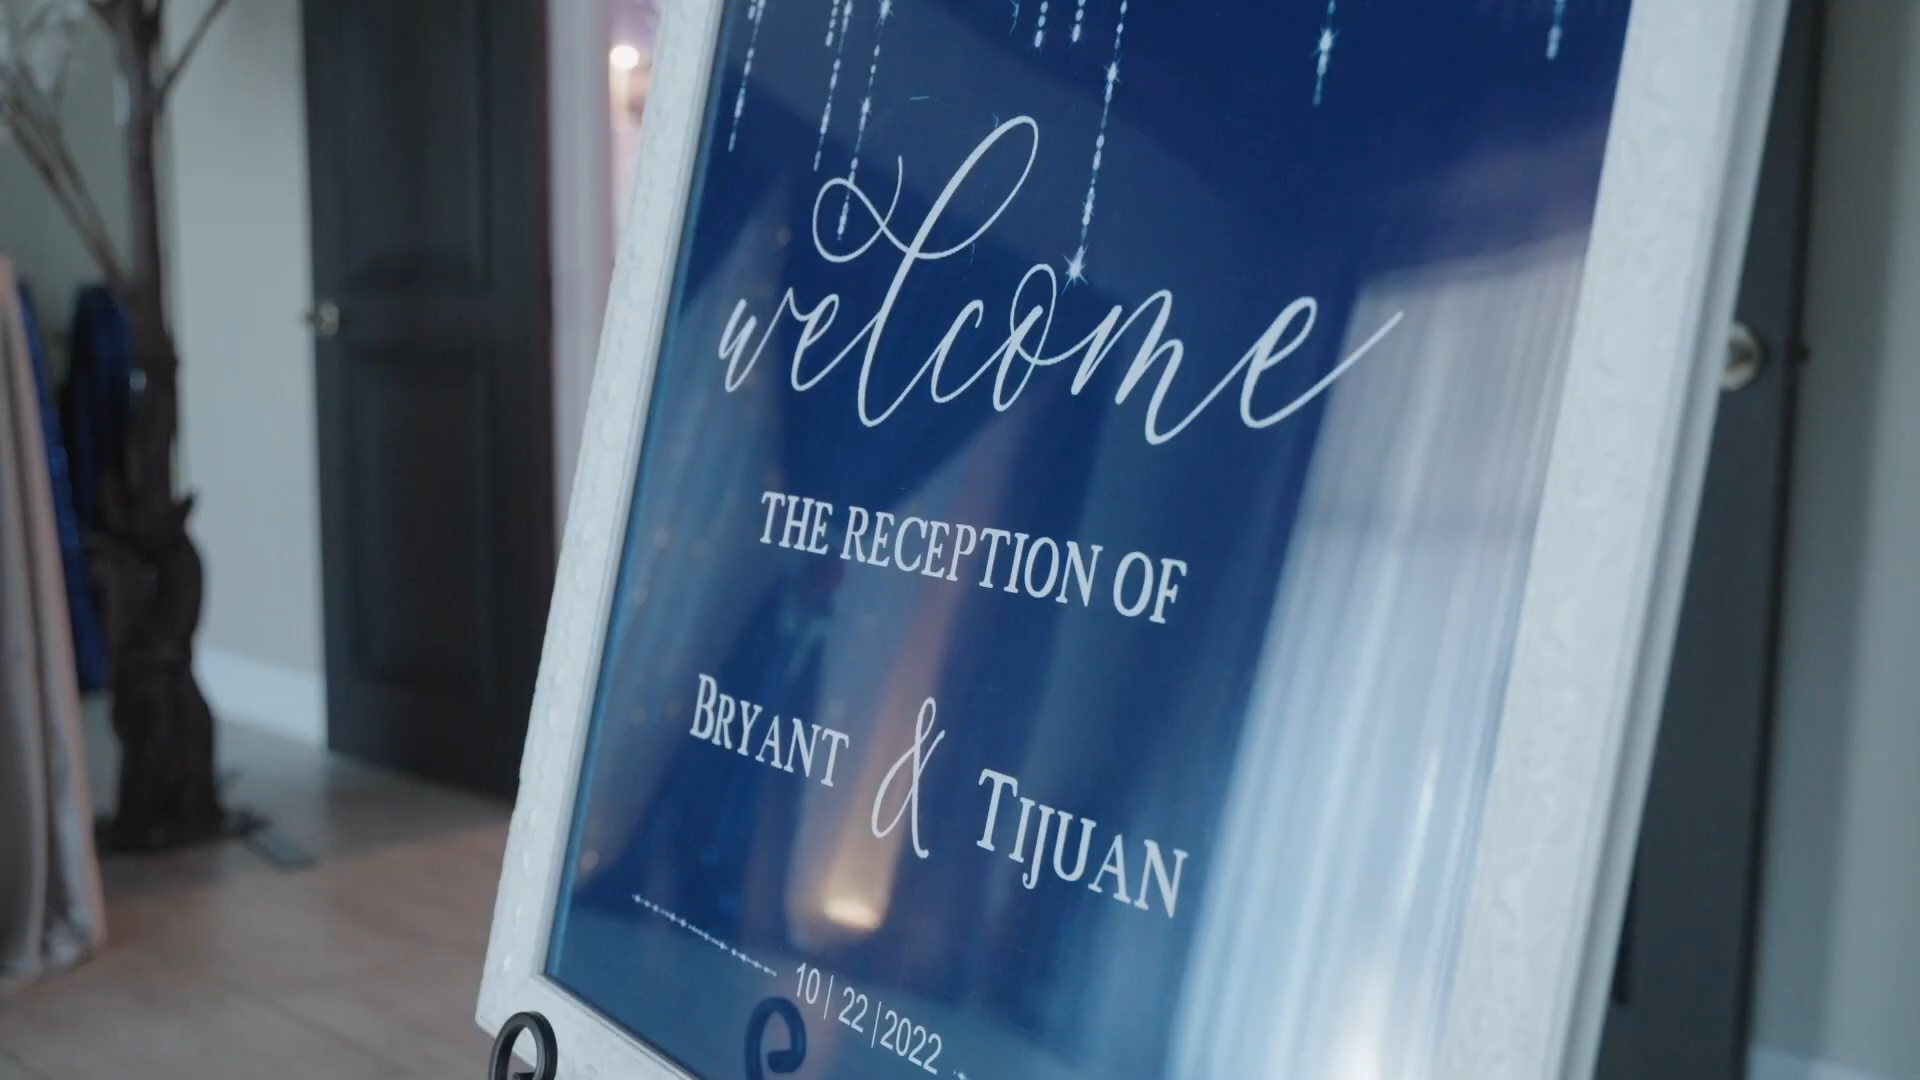 welcome
THE RECEPTION OF
BRYANT & TIJUAN
10 | 22 | 2022